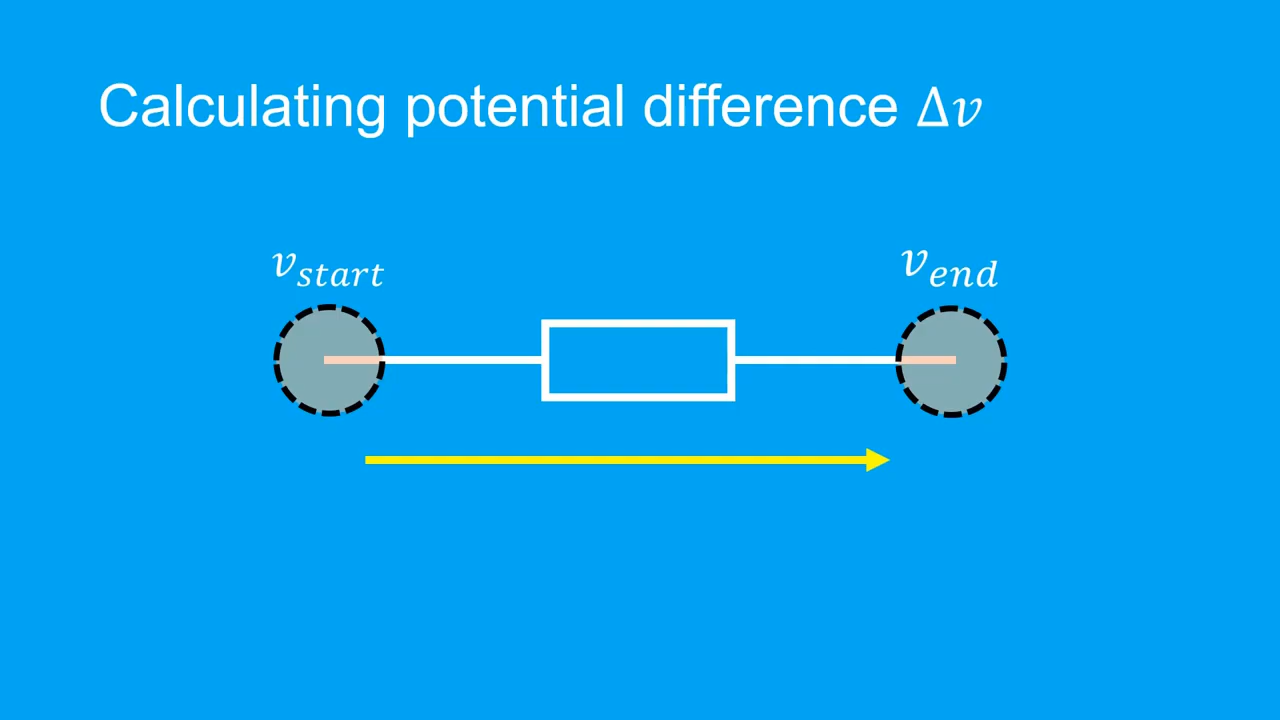 Calculating potential difference Δ𝑣
𝑣_start
𝑣_end